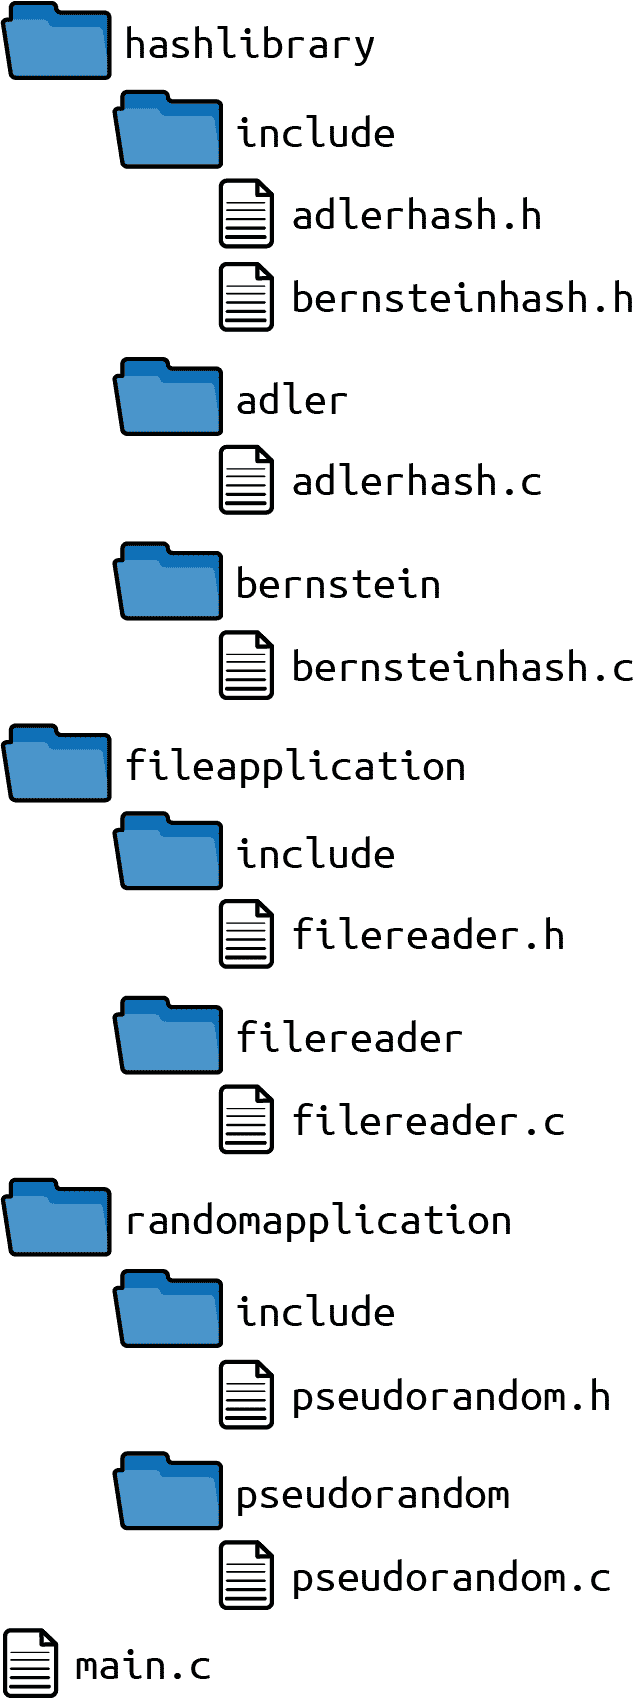 hashlibrary
include
adlerhash.h
bernsteinhash.h
adler
adlerhash.c
bernstein
bernsteinhash.c
fileapplication
include
filereader.h
filereader
filereader.c
randomapplication
include
pseudorandom.h
pseudorandom
pseudorandom.c
main.c